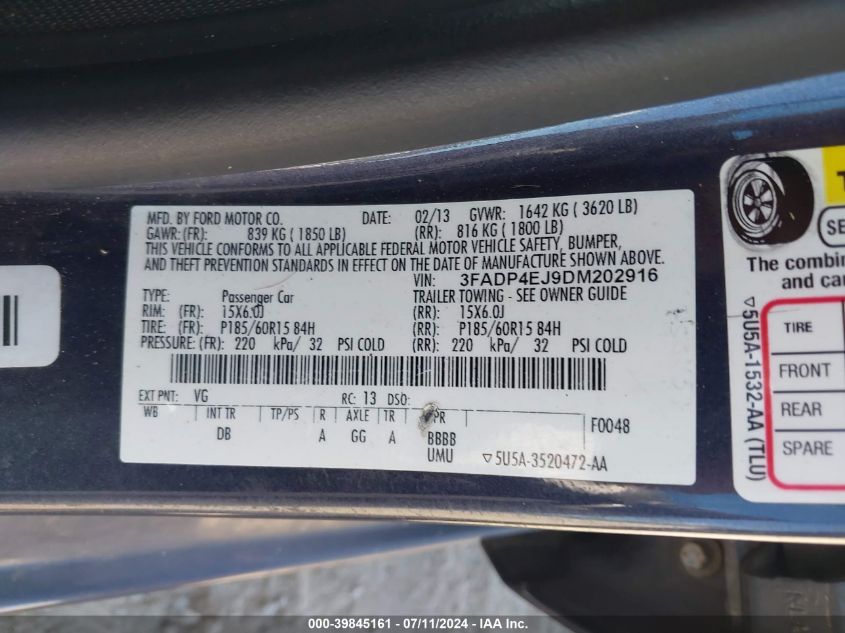 MFD. BY FORD MOTOR CO. DATE: 02/13 GVWR: 1642 KG ( 3620 LB)
GAWR: (FR): 839 KG ( 1850 LB) (RR): 816 KG ( 1800 LB)
THIS VEHICLE CONFORMS TO ALL APPLICABLE FEDERAL MOTOR VEHICLE SAFETY, BUMPER,
AND THEFT PREVENTION STANDARDS IN EFFECT ON THE DATE OF MANUFACTURE SHOWN ABOVE.
VIN: 3FADP4EJ9DM202916
TYPE: Passenger Car TRAILER TOWING - SEE OWNER GUIDE
RIM: (FR): 15X6.0J (RR): 15X6.0J
TIRE: (FR): P185/60R15 84H (RR): P185/60R15 84H
PRESSURE: (FR): 220 kPa/ 32 PSI COLD (RR): 220 kPa/ 32 PSI COLD
EXT PNT: VG RC: 13 DSO:
WB INT TR TP/PS R AXLE TR F0048
DB A GG A BBBB
UMU ▽5U5A-3520472-AA
The combin
and ca
▽5U5A-1532-AA (TLU)
TIRE
FRONT
REAR
SPARE
000-39845161 - 07/11/2024 - IAA, Inc.